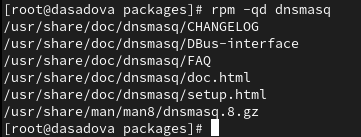 [root@dasadova packages]# rpm -qd dnsmasq
/usr/share/doc/dnsmasq/CHANGELOG
/usr/share/doc/dnsmasq/DBus-interface
/usr/share/doc/dnsmasq/FAQ
/usr/share/doc/dnsmasq/doc.html
/usr/share/doc/dnsmasq/setup.html
/usr/share/man/man8/dnsmasq.8.gz
[root@dasadova packages]#